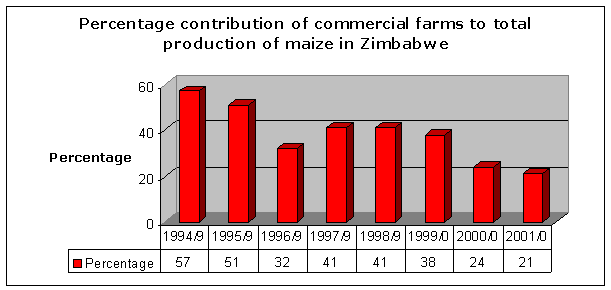 Percentage contribution of commercial farms to total
production of maize in Zimbabwe
60
40
20
0
Percentage
1994/9 1995/9 1996/9 1997/9 1998/9 1999/0 2000/0 2001/0
Percentage 57 51 32 41 41 38 24 21